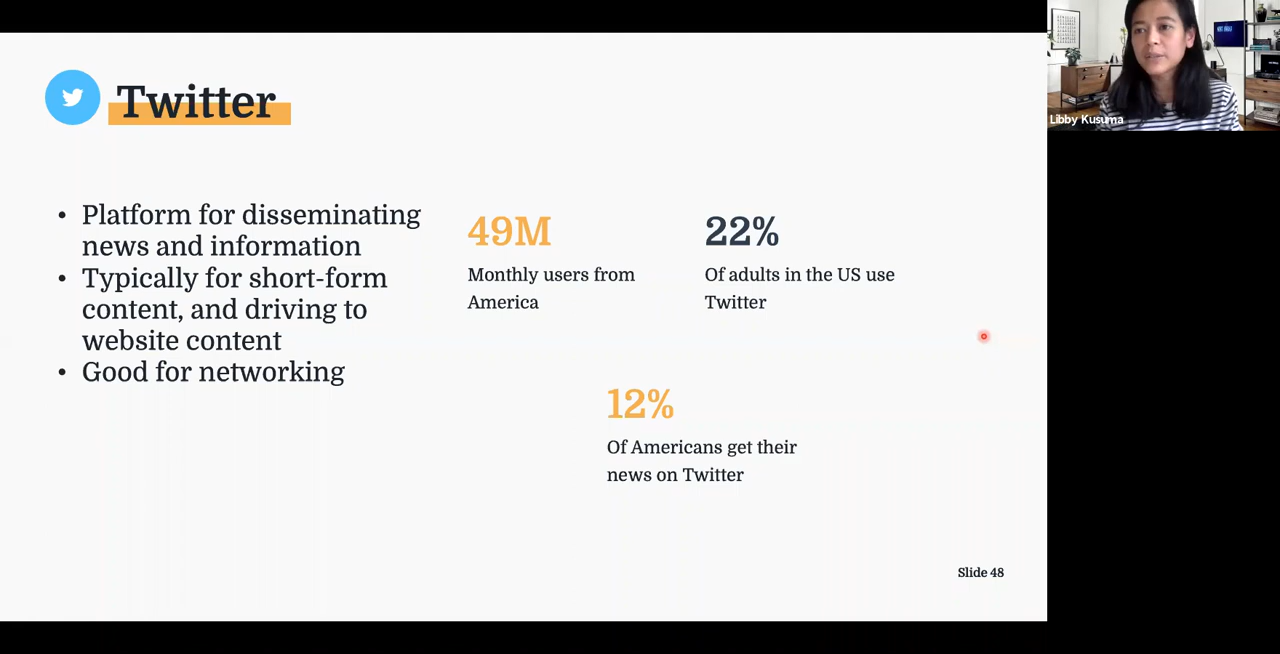 Twitter
• Platform for disseminating
news and information
• Typically for short-form
content, and driving to
website content
• Good for networking
49M
Monthly users from
America
22%
Of adults in the US use
Twitter
12%
Of Americans get their
news on Twitter
Slide 48
Libby Kusuma